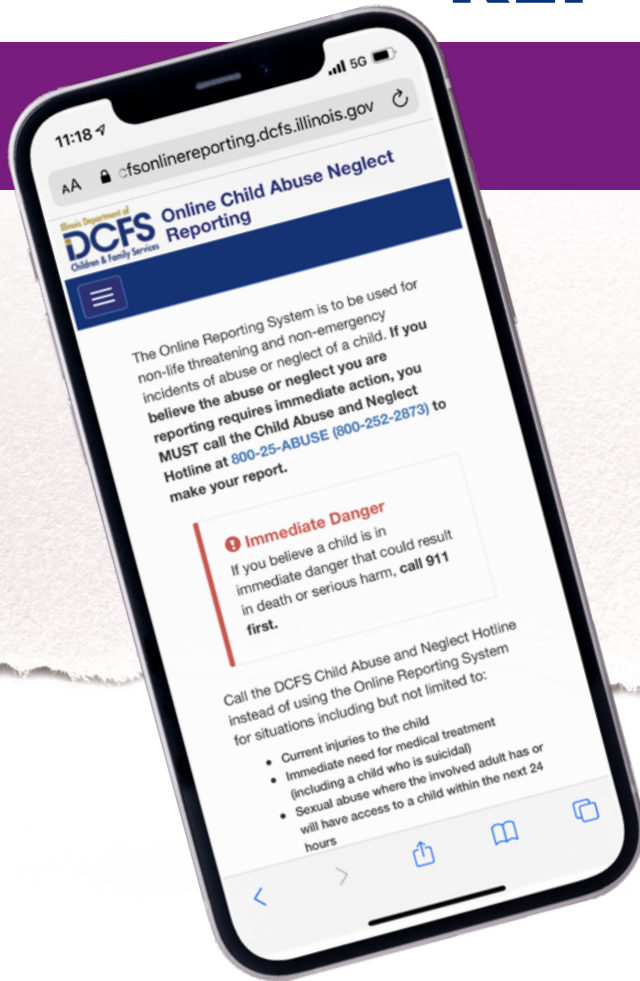 11:18
5G
AA cfsonlinereporting.dcfs.illinois.gov
Illinois Department of
DCFS
Children & Family Services
Online Child Abuse Neglect
Reporting
The Online Reporting System is to be used for
non-life threatening and non-emergency
incidents of abuse or neglect of a child. If you
believe the abuse or neglect you are
reporting requires immediate action, you
MUST call the Child Abuse and Neglect
Hotline at 800-25-ABUSE (800-252-2873) to
make your report.
Immediate Danger
If you believe a child is in
immediate danger that could result
in death or serious harm, call 911
first.
Call the DCFS Child Abuse and Neglect Hotline
instead of using the Online Reporting System
for situations including but not limited to:
• Current injuries to the child
• Immediate need for medical treatment
(including a child who is suicidal)
• Sexual abuse where the involved adult has or
will have access to a child within the next 24
hours